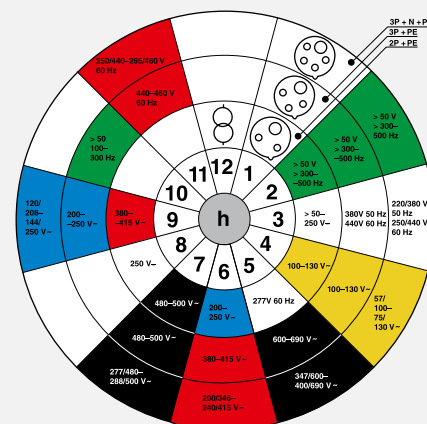 3P + N + P
3P + PE
2P + PE
250/440–265/460 V
60 Hz
440–460 V
60 Hz
> 50
100–
300 Hz
> 50 V
> 300–
–500 Hz
> 50 V
> 300–
–500 Hz
> 50 V
> 300–
–500 Hz
12
1
2
3
4
5
6
7
8
9
10
11
h
120/
208–
144/
250 V~
200–
–250 V~
380–
–415 V~
> 50–
250 V–
380V 50 Hz
440V 60 Hz
220/380 V
50 Hz
250/440 V
60 Hz
250 V–
100–130 V~
100–130 V~
57/
100–
75/
130 V~
480–500 V~
480–500 V~
277/480–
288/500 V~
200–
250 V~
380–415 V~
200/346–
240/415 V~
277V 60 Hz
600–690 V~
347/600–
400/690 V~